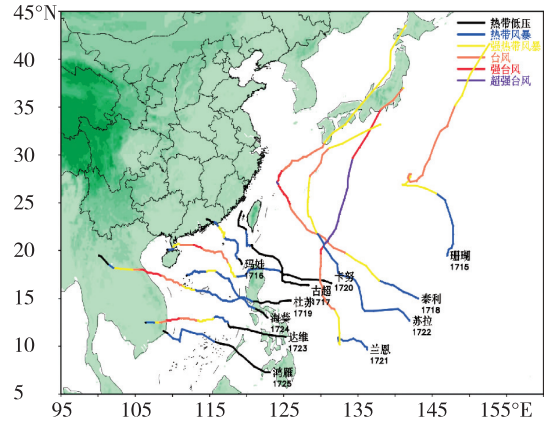 45°N
40
35
30
25
20
15
10
5
95
105
115
125
135
145
155°E
热带低压
热带风暴
强热带风暴
台风
强台风
超强台风
珊瑚
1715
玛娃
1716
古超
1717
泰利
1718
杜苏
1719
卡努
1720
兰恩
1721
苏拉
1722
达维
1723
海葵
1724
鸿雁
1725